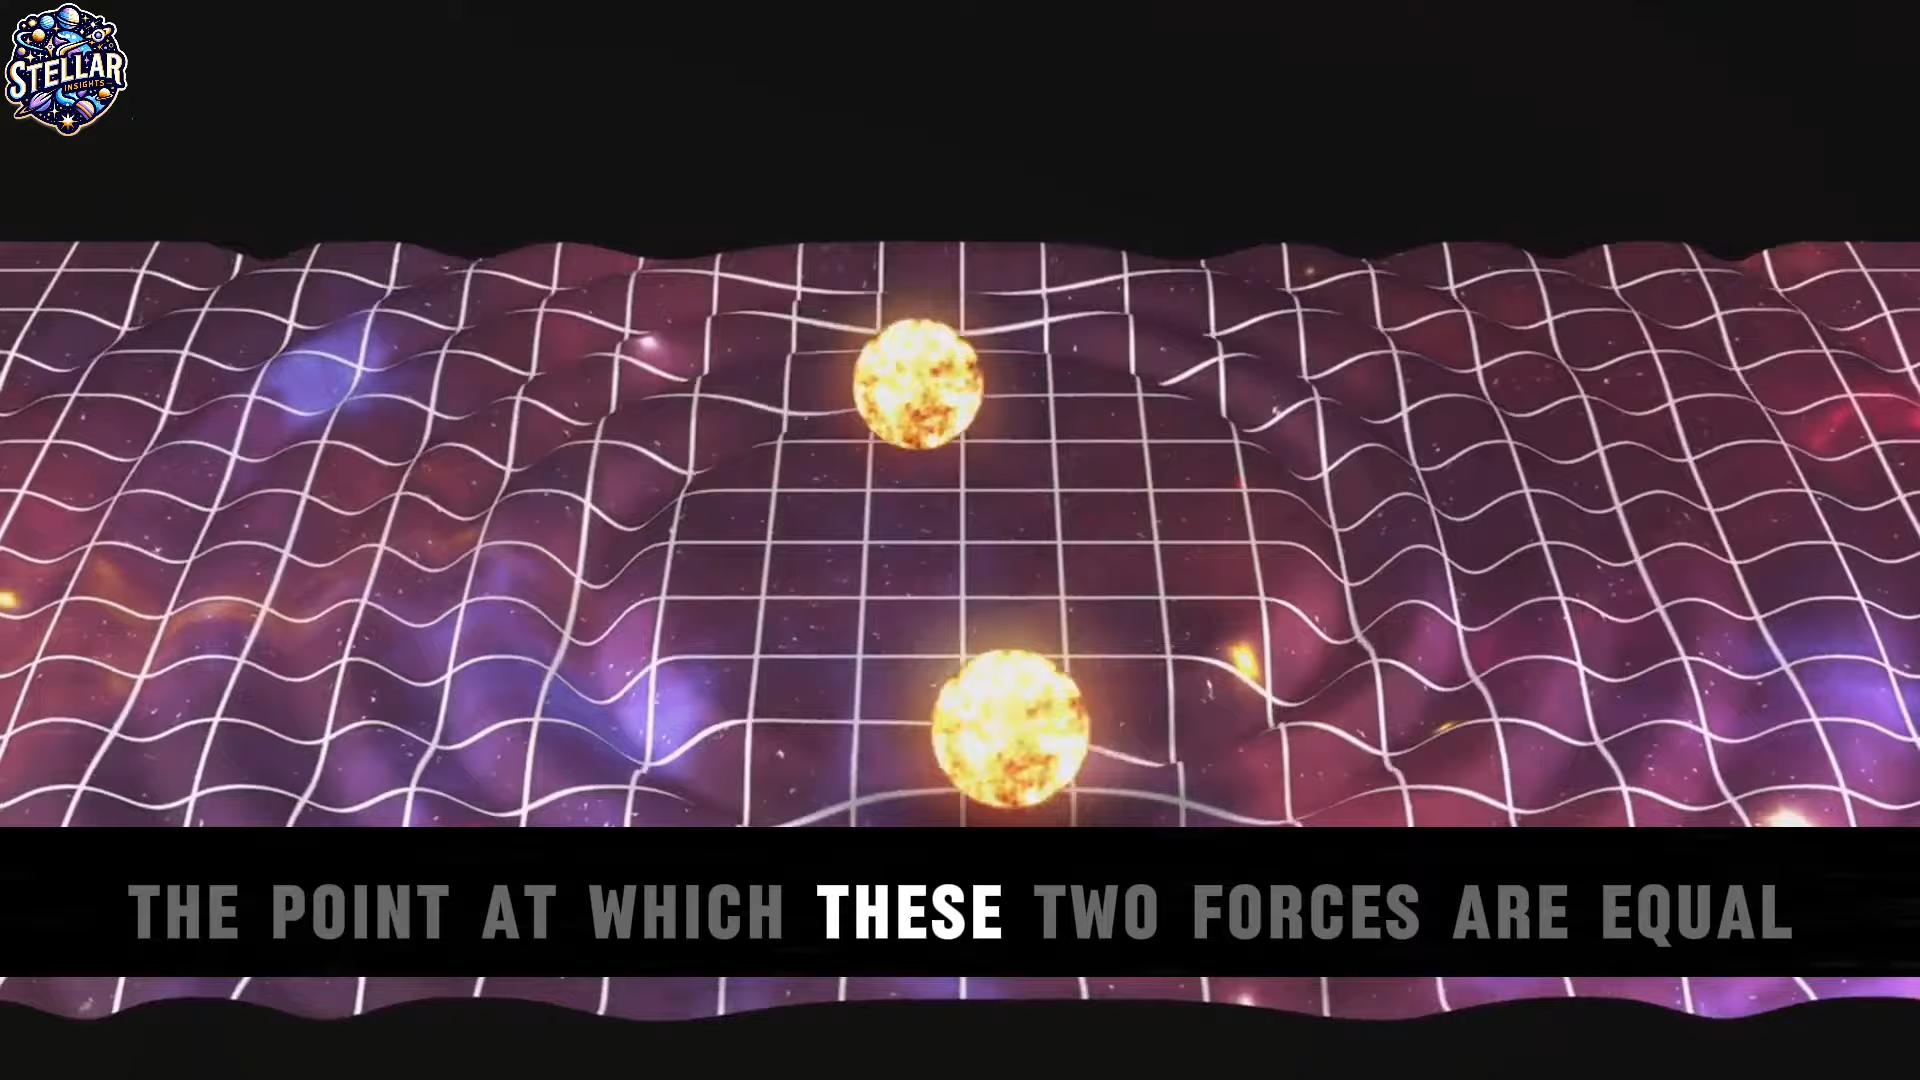 STELLAR
INSIGHTS
THE POINT AT WHICH THESE TWO FORCES ARE EQUAL